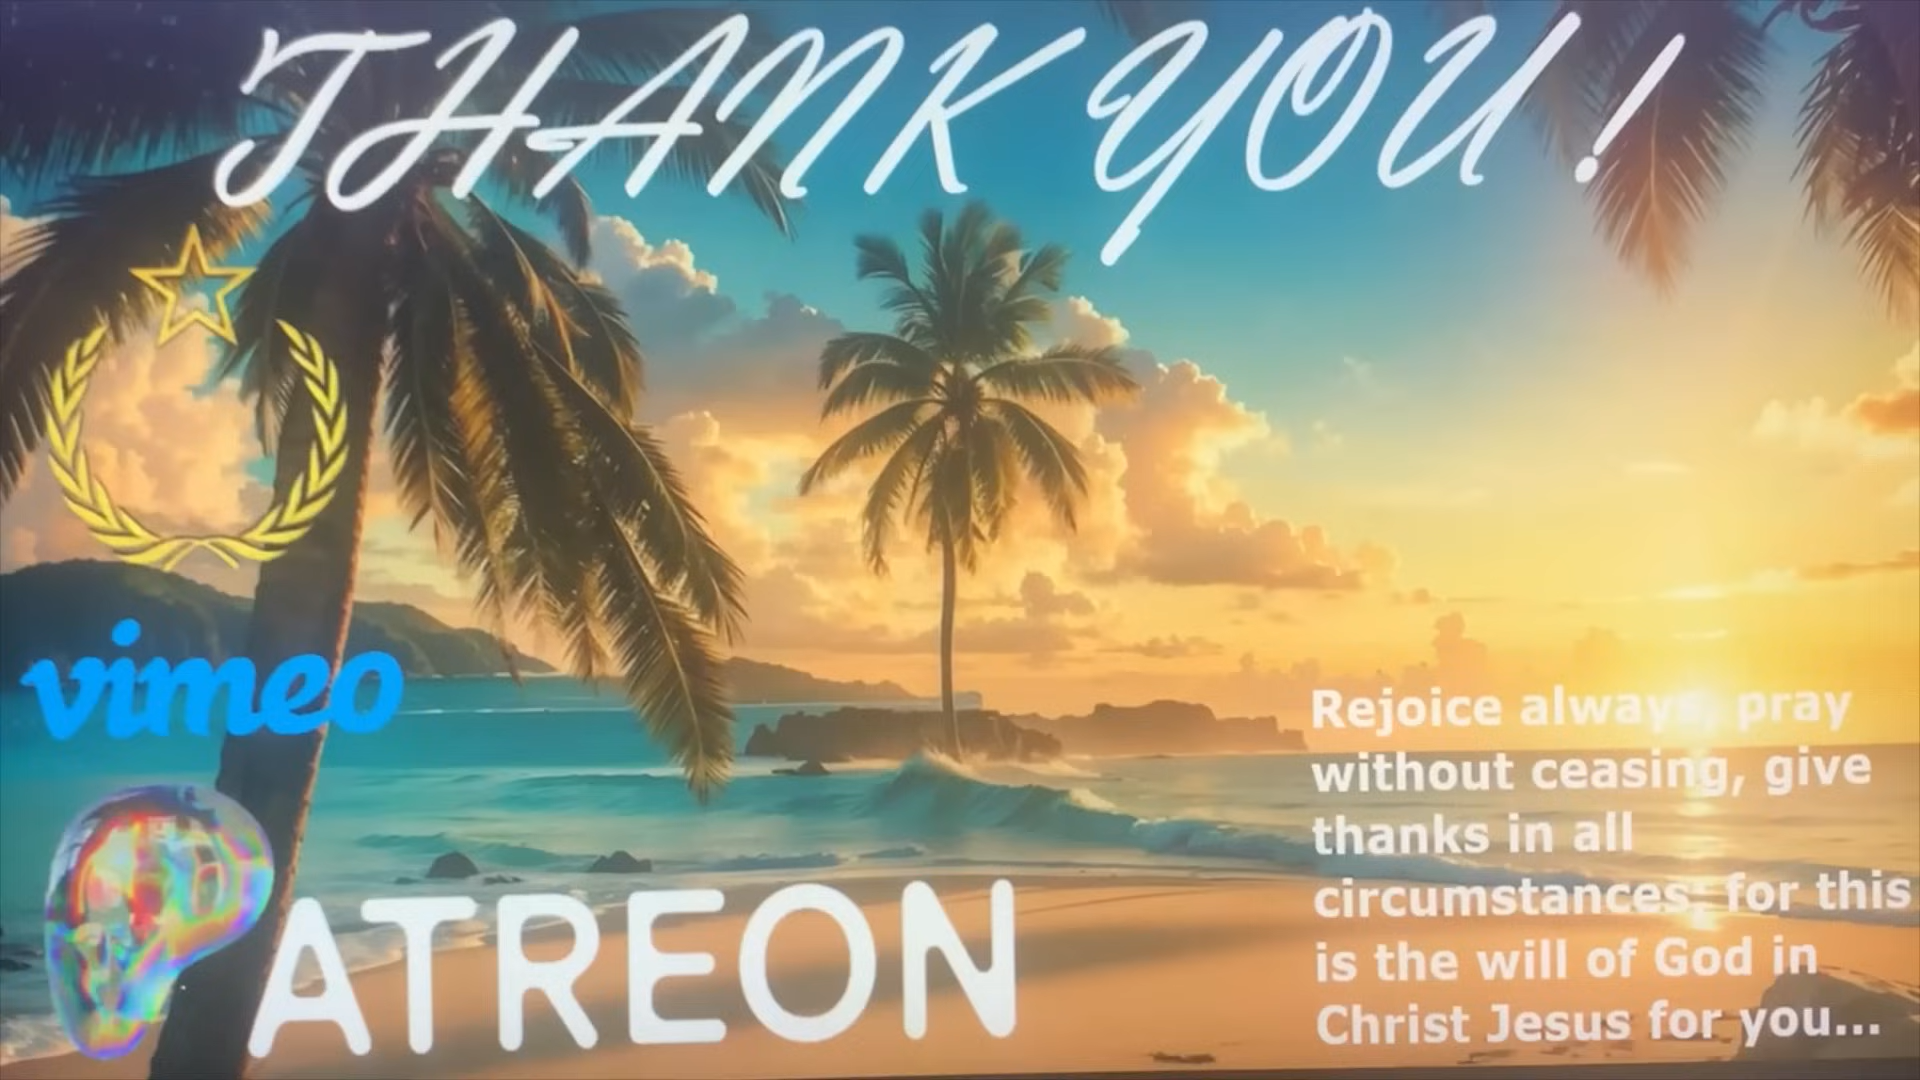 THANK YOU!
vimeo
PATREON
Rejoice always, pray
without ceasing, give
thanks in all
circumstances; for this
is the will of God in
Christ Jesus for you...